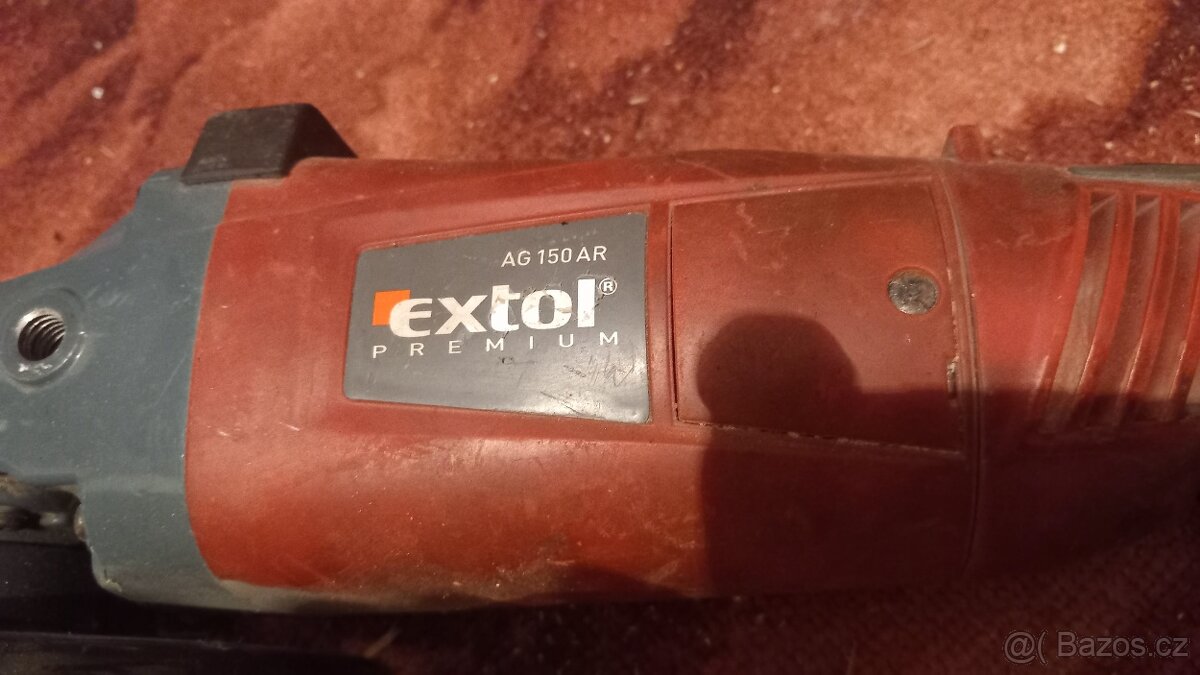 AG 150 AR
extol®
PREMIUM
@( Bazos.cz